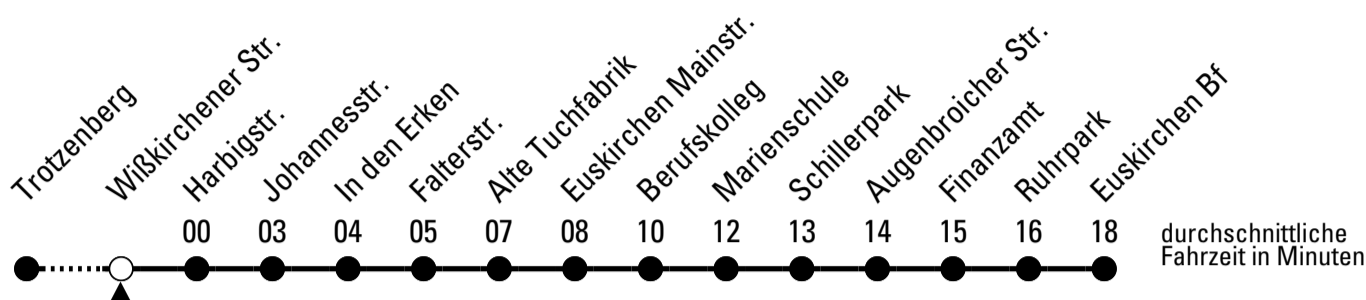 Trotzenberg
Wißkirchener Str.
Harbigstr.
Johannesstr.
In den Erken
Falterstr.
Alte Tuchfabrik
Euskirchen Mainstr.
Berufskolleg
Marienschule
Schillerpark
Augenbroicher Str.
Finanzamt
Ruhrpark
Euskirchen Bf
00 03 04 05 07 08 10 12 13 14 15 16 18
durchschnittliche
Fahrzeit in Minuten